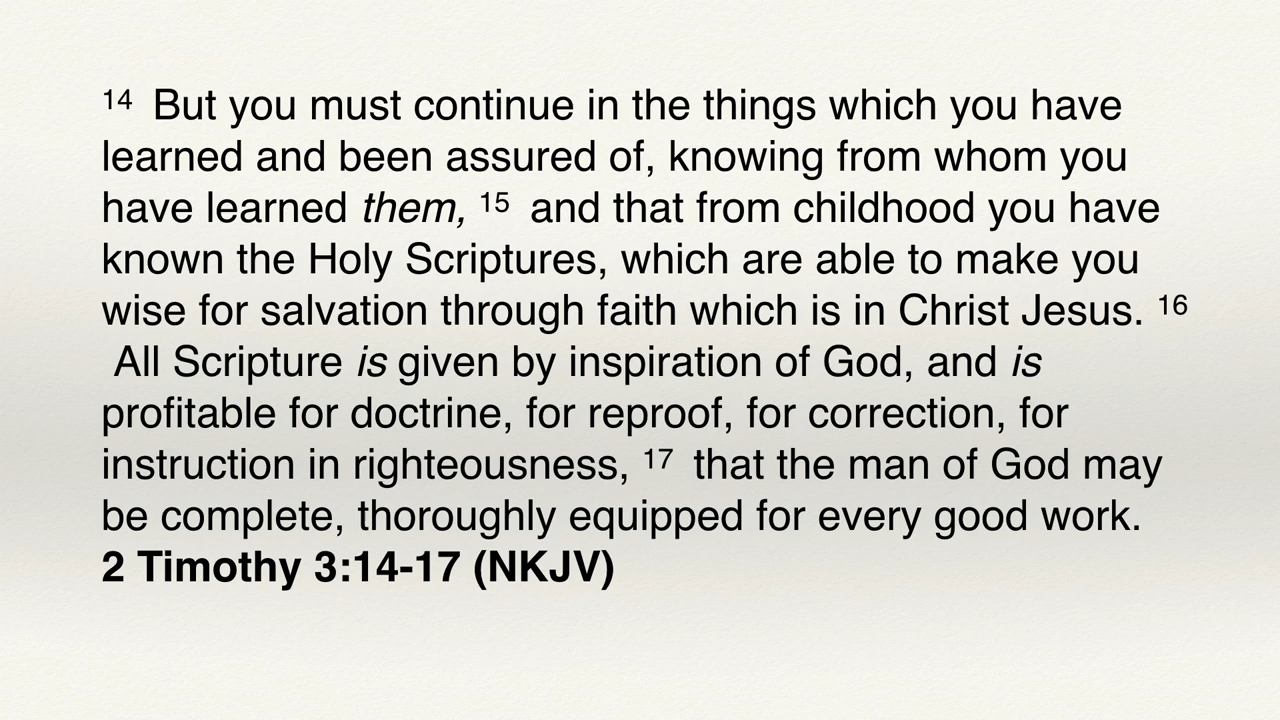 14 But you must continue in the things which you have
learned and been assured of, knowing from whom you
have learned them, 15 and that from childhood you have
known the Holy Scriptures, which are able to make you
wise for salvation through faith which is in Christ Jesus. 16
All Scripture is given by inspiration of God, and is
profitable for doctrine, for reproof, for correction, for
instruction in righteousness, 17 that the man of God may
be complete, thoroughly equipped for every good work.
2 Timothy 3:14-17 (NKJV)